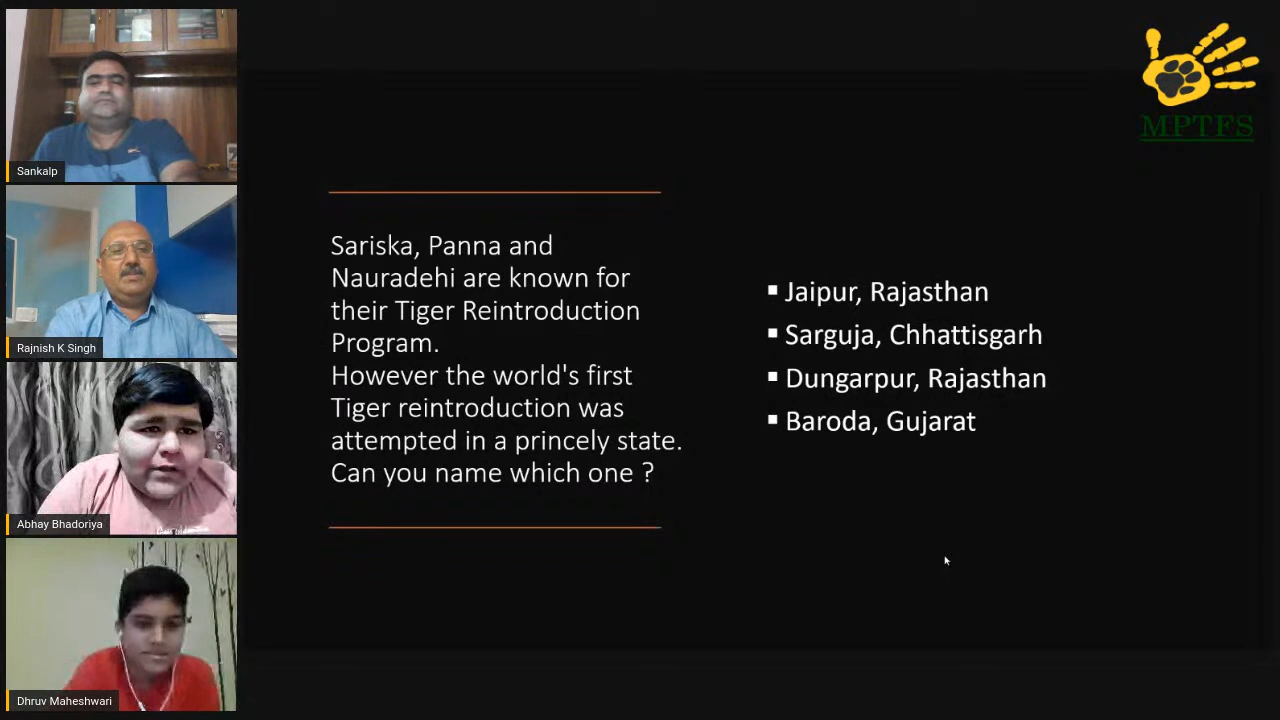 Sankalp
Rajnish K Singh
Abhay Bhadoriya
Dhruv Maheshwari
Sariska, Panna and
Nauradehi are known for
their Tiger Reintroduction
Program.
However the world's first
Tiger reintroduction was
attempted in a princely state.
Can you name which one ?
▪ Jaipur, Rajasthan
▪ Sarguja, Chhattisgarh
▪ Dungarpur, Rajasthan
▪ Baroda, Gujarat
MPTFS